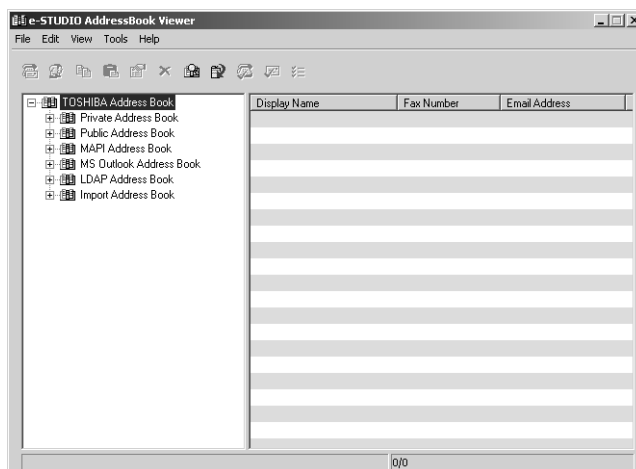 e-STUDIO AddressBook Viewer
File Edit View Tools Help
TOSHIBA Address Book
Private Address Book
Public Address Book
MAPI Address Book
MS Outlook Address Book
LDAP Address Book
Import Address Book
Display Name Fax Number Email Address
0/0